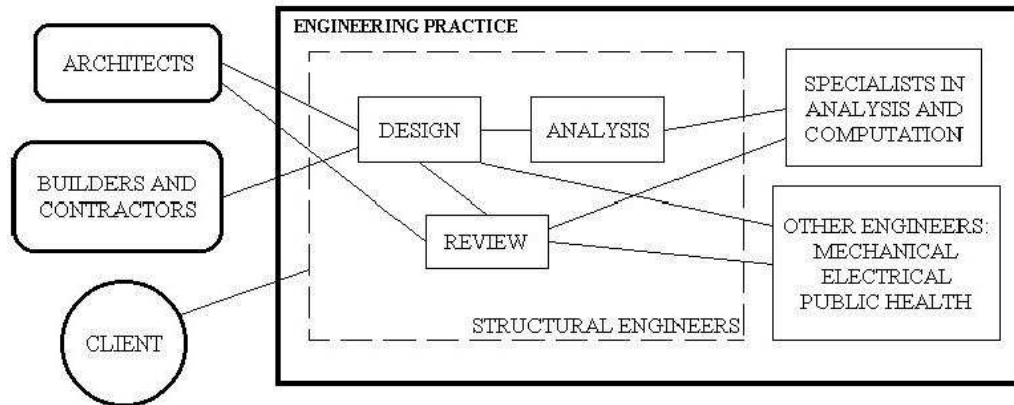 ENGINEERING PRACTICE
ARCHITECTS
DESIGN
ANALYSIS
SPECIALISTS IN
ANALYSIS AND
COMPUTATION
BUILDERS AND
CONTRACTORS
REVIEW
OTHER ENGINEERS:
MECHANICAL
ELECTRICAL
PUBLIC HEALTH
STRUCTURAL ENGINEERS
CLIENT